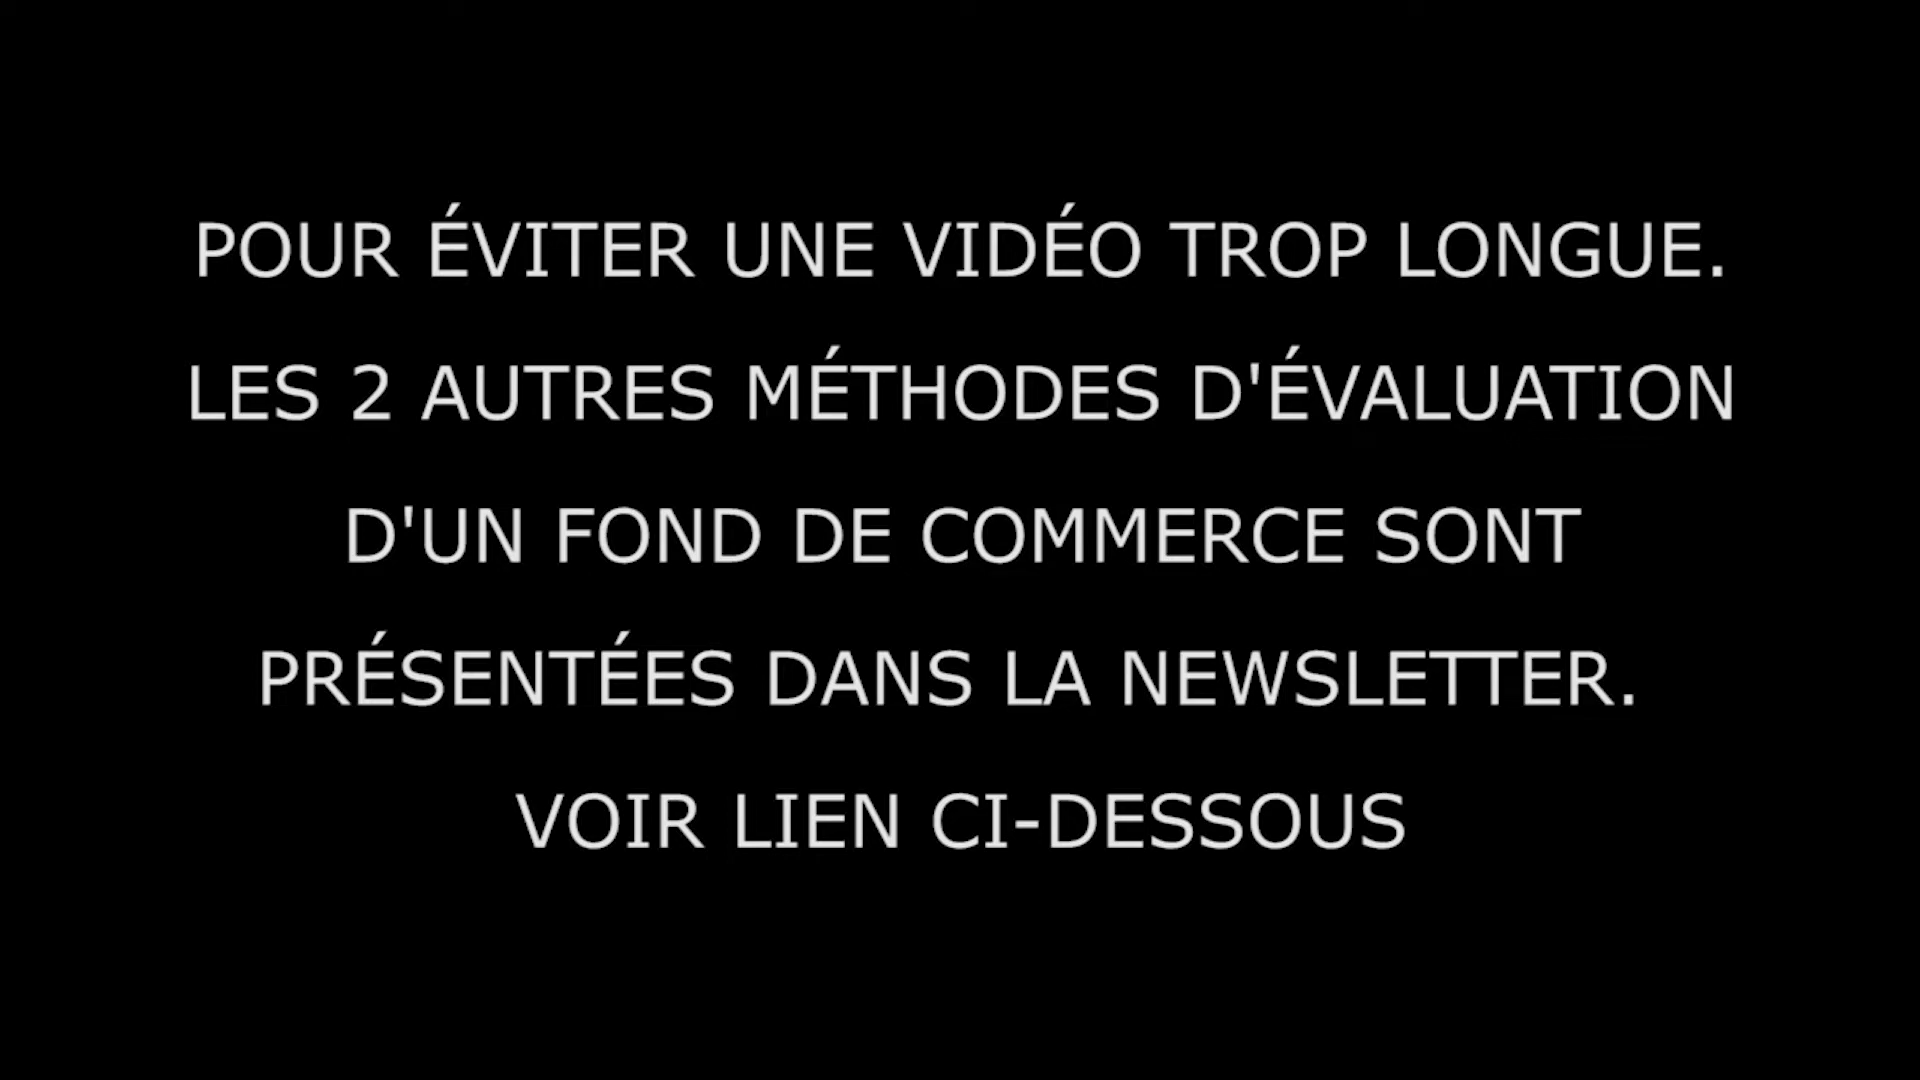 POUR ÉVITER UNE VIDÉO TROP LONGUE.
LES 2 AUTRES MÉTHODES D'ÉVALUATION
D'UN FOND DE COMMERCE SONT
PRÉSENTÉES DANS LA NEWSLETTER.
VOIR LIEN CI-DESSOUS